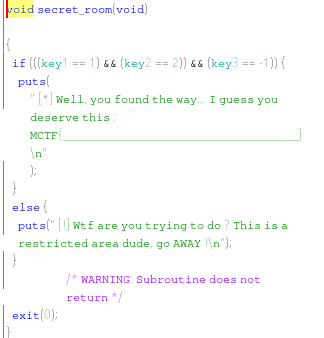 void secret_room(void)
{
if (((key1 == 1) && (key2 == 2)) && (key3 == -1)) {
puts(
" [*] Well, you found the way... I guess you
deserve this :
MCTF{________________________________}
\n"
);
}
else {
puts(" [!] Wtf are you trying to do ? This is a
restricted area dude, go AWAY !\n");
}
/* WARNING: Subroutine does not
return */
exit(0);
}